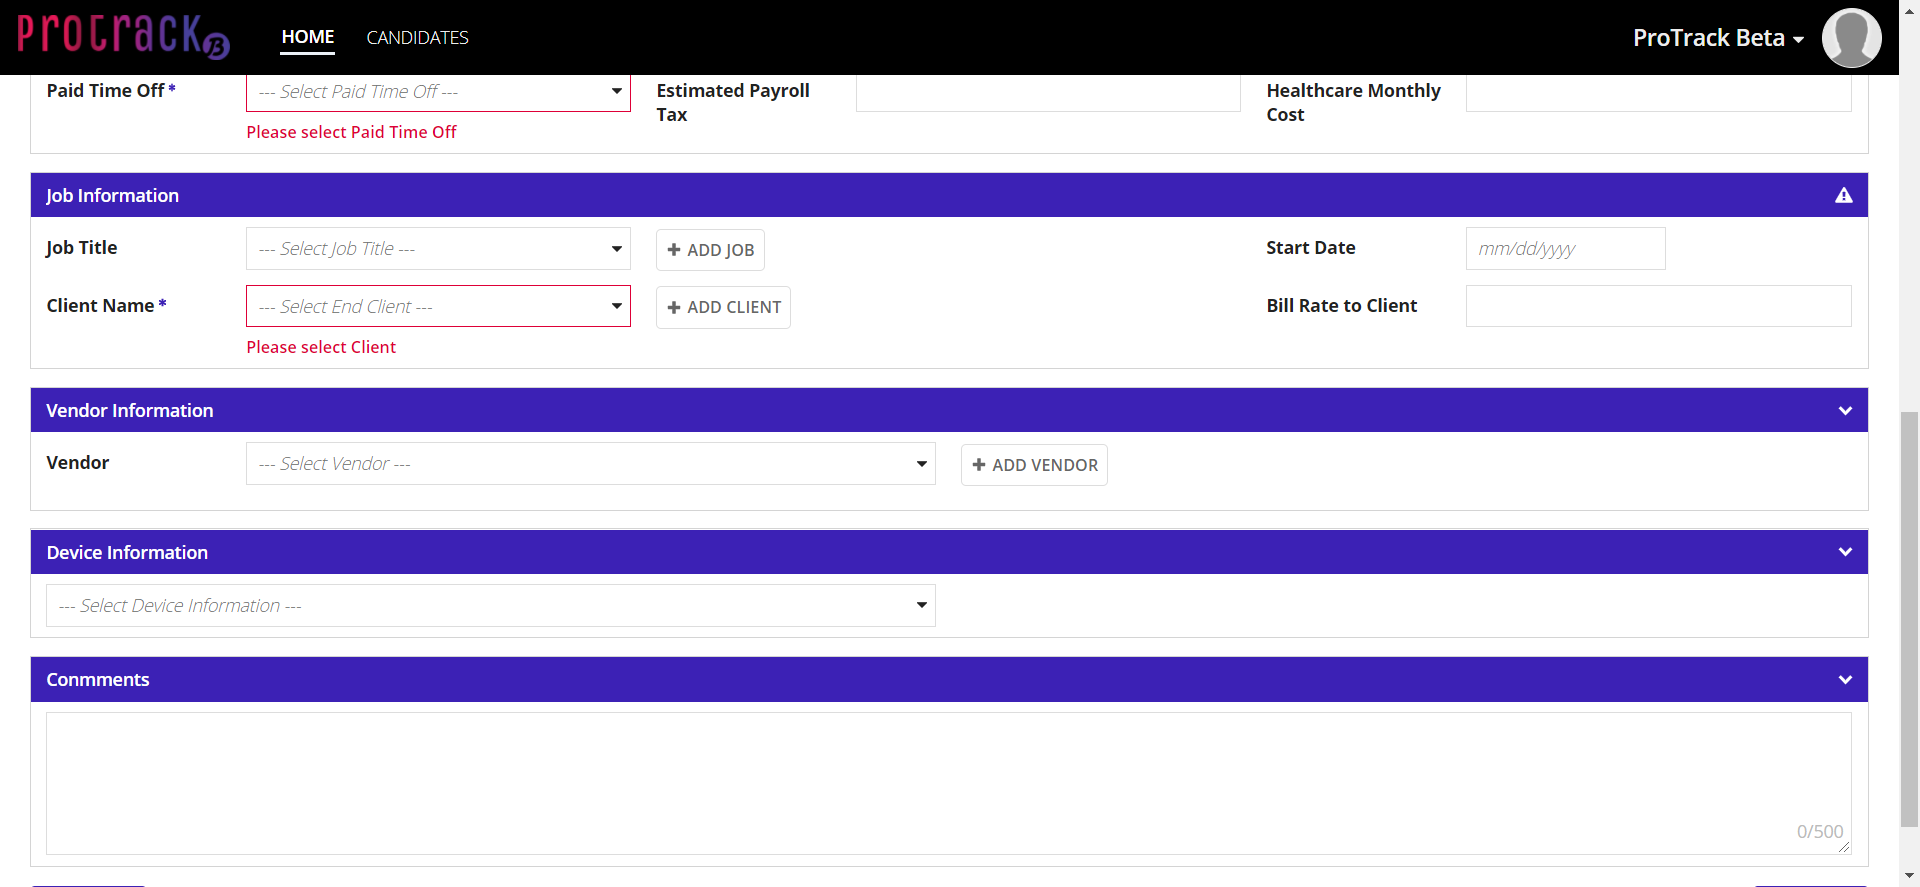 protrack β HOME CANDIDATES ProTrack Beta
Paid Time Off * --- Select Paid Time Off --- Estimated Payroll Tax Healthcare Monthly Cost
Please select Paid Time Off
Job Information
Job Title --- Select Job Title --- + ADD JOB Start Date mm/dd/yyyy
Client Name * --- Select End Client --- + ADD CLIENT Bill Rate to Client
Please select Client
Vendor Information
Vendor --- Select Vendor --- + ADD VENDOR
Device Information
--- Select Device Information ---
Conmments
0/500